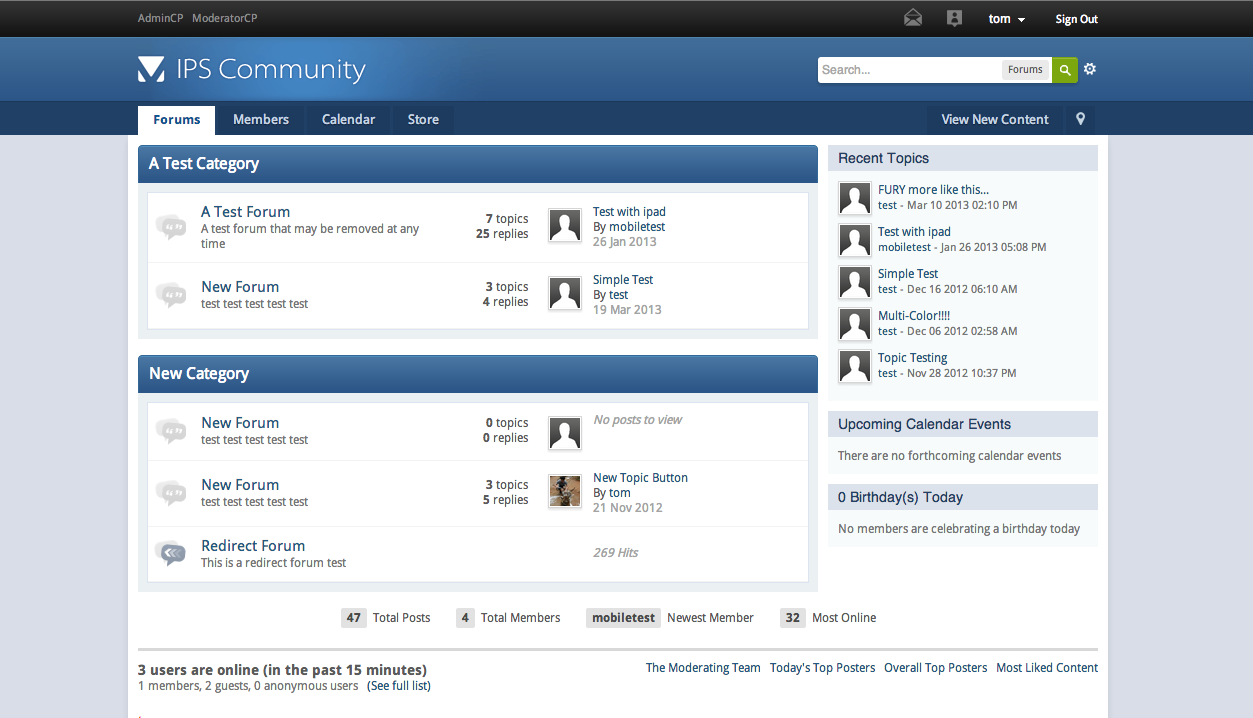 AdminCP ModeratorCP
tom
Sign Out
IPS Community
Search...
Forums
Forums
Members
Calendar
Store
View New Content
A Test Category
A Test Forum
A test forum that may be removed at any
time
7 topics
25 replies
Test with ipad
By mobiletest
26 Jan 2013
New Forum
test test test test test
3 topics
4 replies
Simple Test
By test
19 Mar 2013
New Category
New Forum
test test test test test
0 topics
0 replies
No posts to view
New Forum
test test test test test
3 topics
5 replies
New Topic Button
By tom
21 Nov 2012
Redirect Forum
This is a redirect forum test
269 Hits
Recent Topics
FURY more like this...
test - Mar 10 2013 02:10 PM
Test with ipad
mobiletest - Jan 26 2013 05:08 PM
Simple Test
test - Dec 16 2012 06:10 AM
Multi-Color!!!!
test - Dec 06 2012 02:58 AM
Topic Testing
test - Nov 28 2012 10:37 PM
Upcoming Calendar Events
There are no forthcoming calendar events
0 Birthday(s) Today
No members are celebrating a birthday today
47 Total Posts
4 Total Members
mobiletest Newest Member
32 Most Online
3 users are online (in the past 15 minutes)
1 members, 2 guests, 0 anonymous users (See full list)
The Moderating Team Today's Top Posters Overall Top Posters Most Liked Content